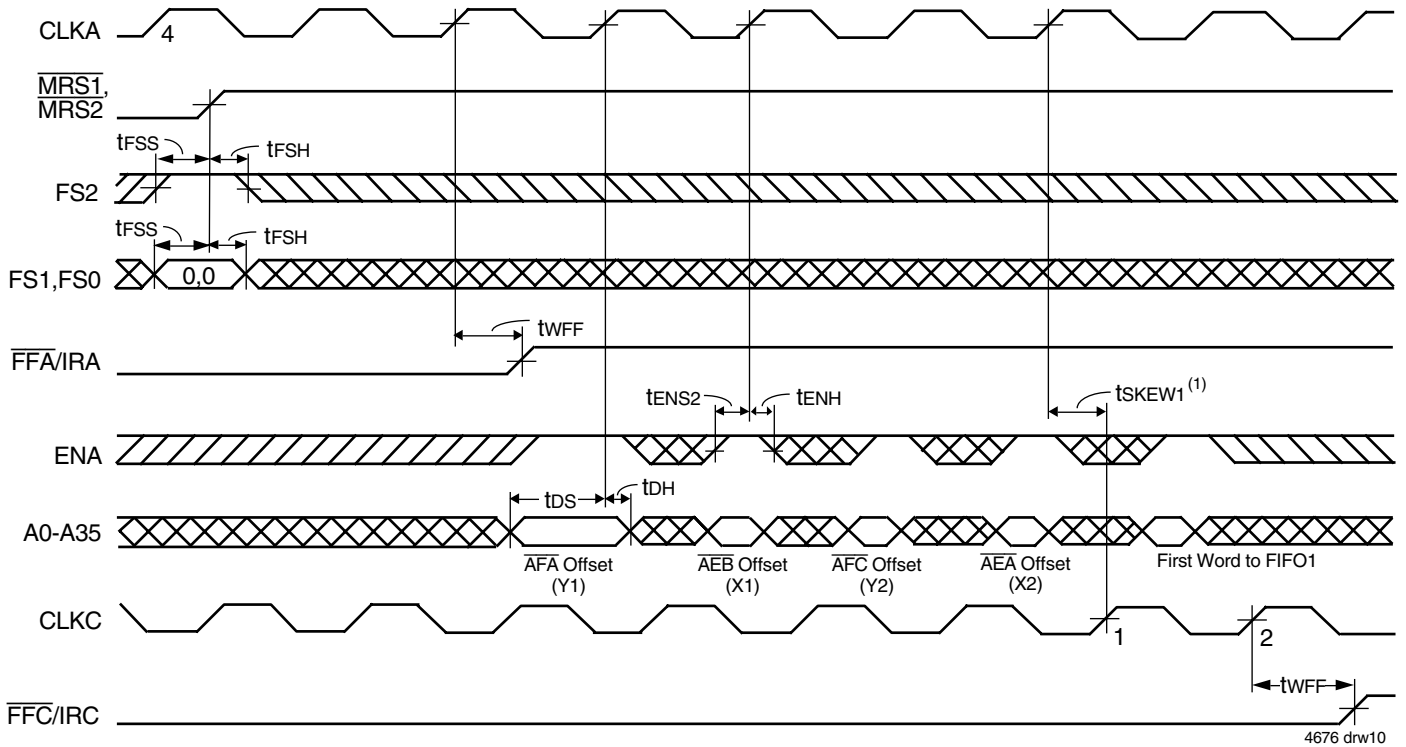 CLKA
4
MRS1,
MRS2
tFSS
tFSH
FS2
tFSS
tFSH
FS1,FS0
0,0
tWFF
FFA/IRA
tENS2
tENH
tSKEW1 (1)
ENA
tDS
tDH
A0-A35
AFA Offset
(Y1)
AEB Offset
(X1)
AFC Offset
(Y2)
AEA Offset
(X2)
First Word to FIFO1
CLKC
1
2
tWFF
FFC/IRC
4676 drw10